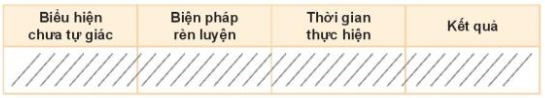 Biểu hiện chưa tự giác
Biện pháp rèn luyện
Thời gian thực hiện
Kết quả